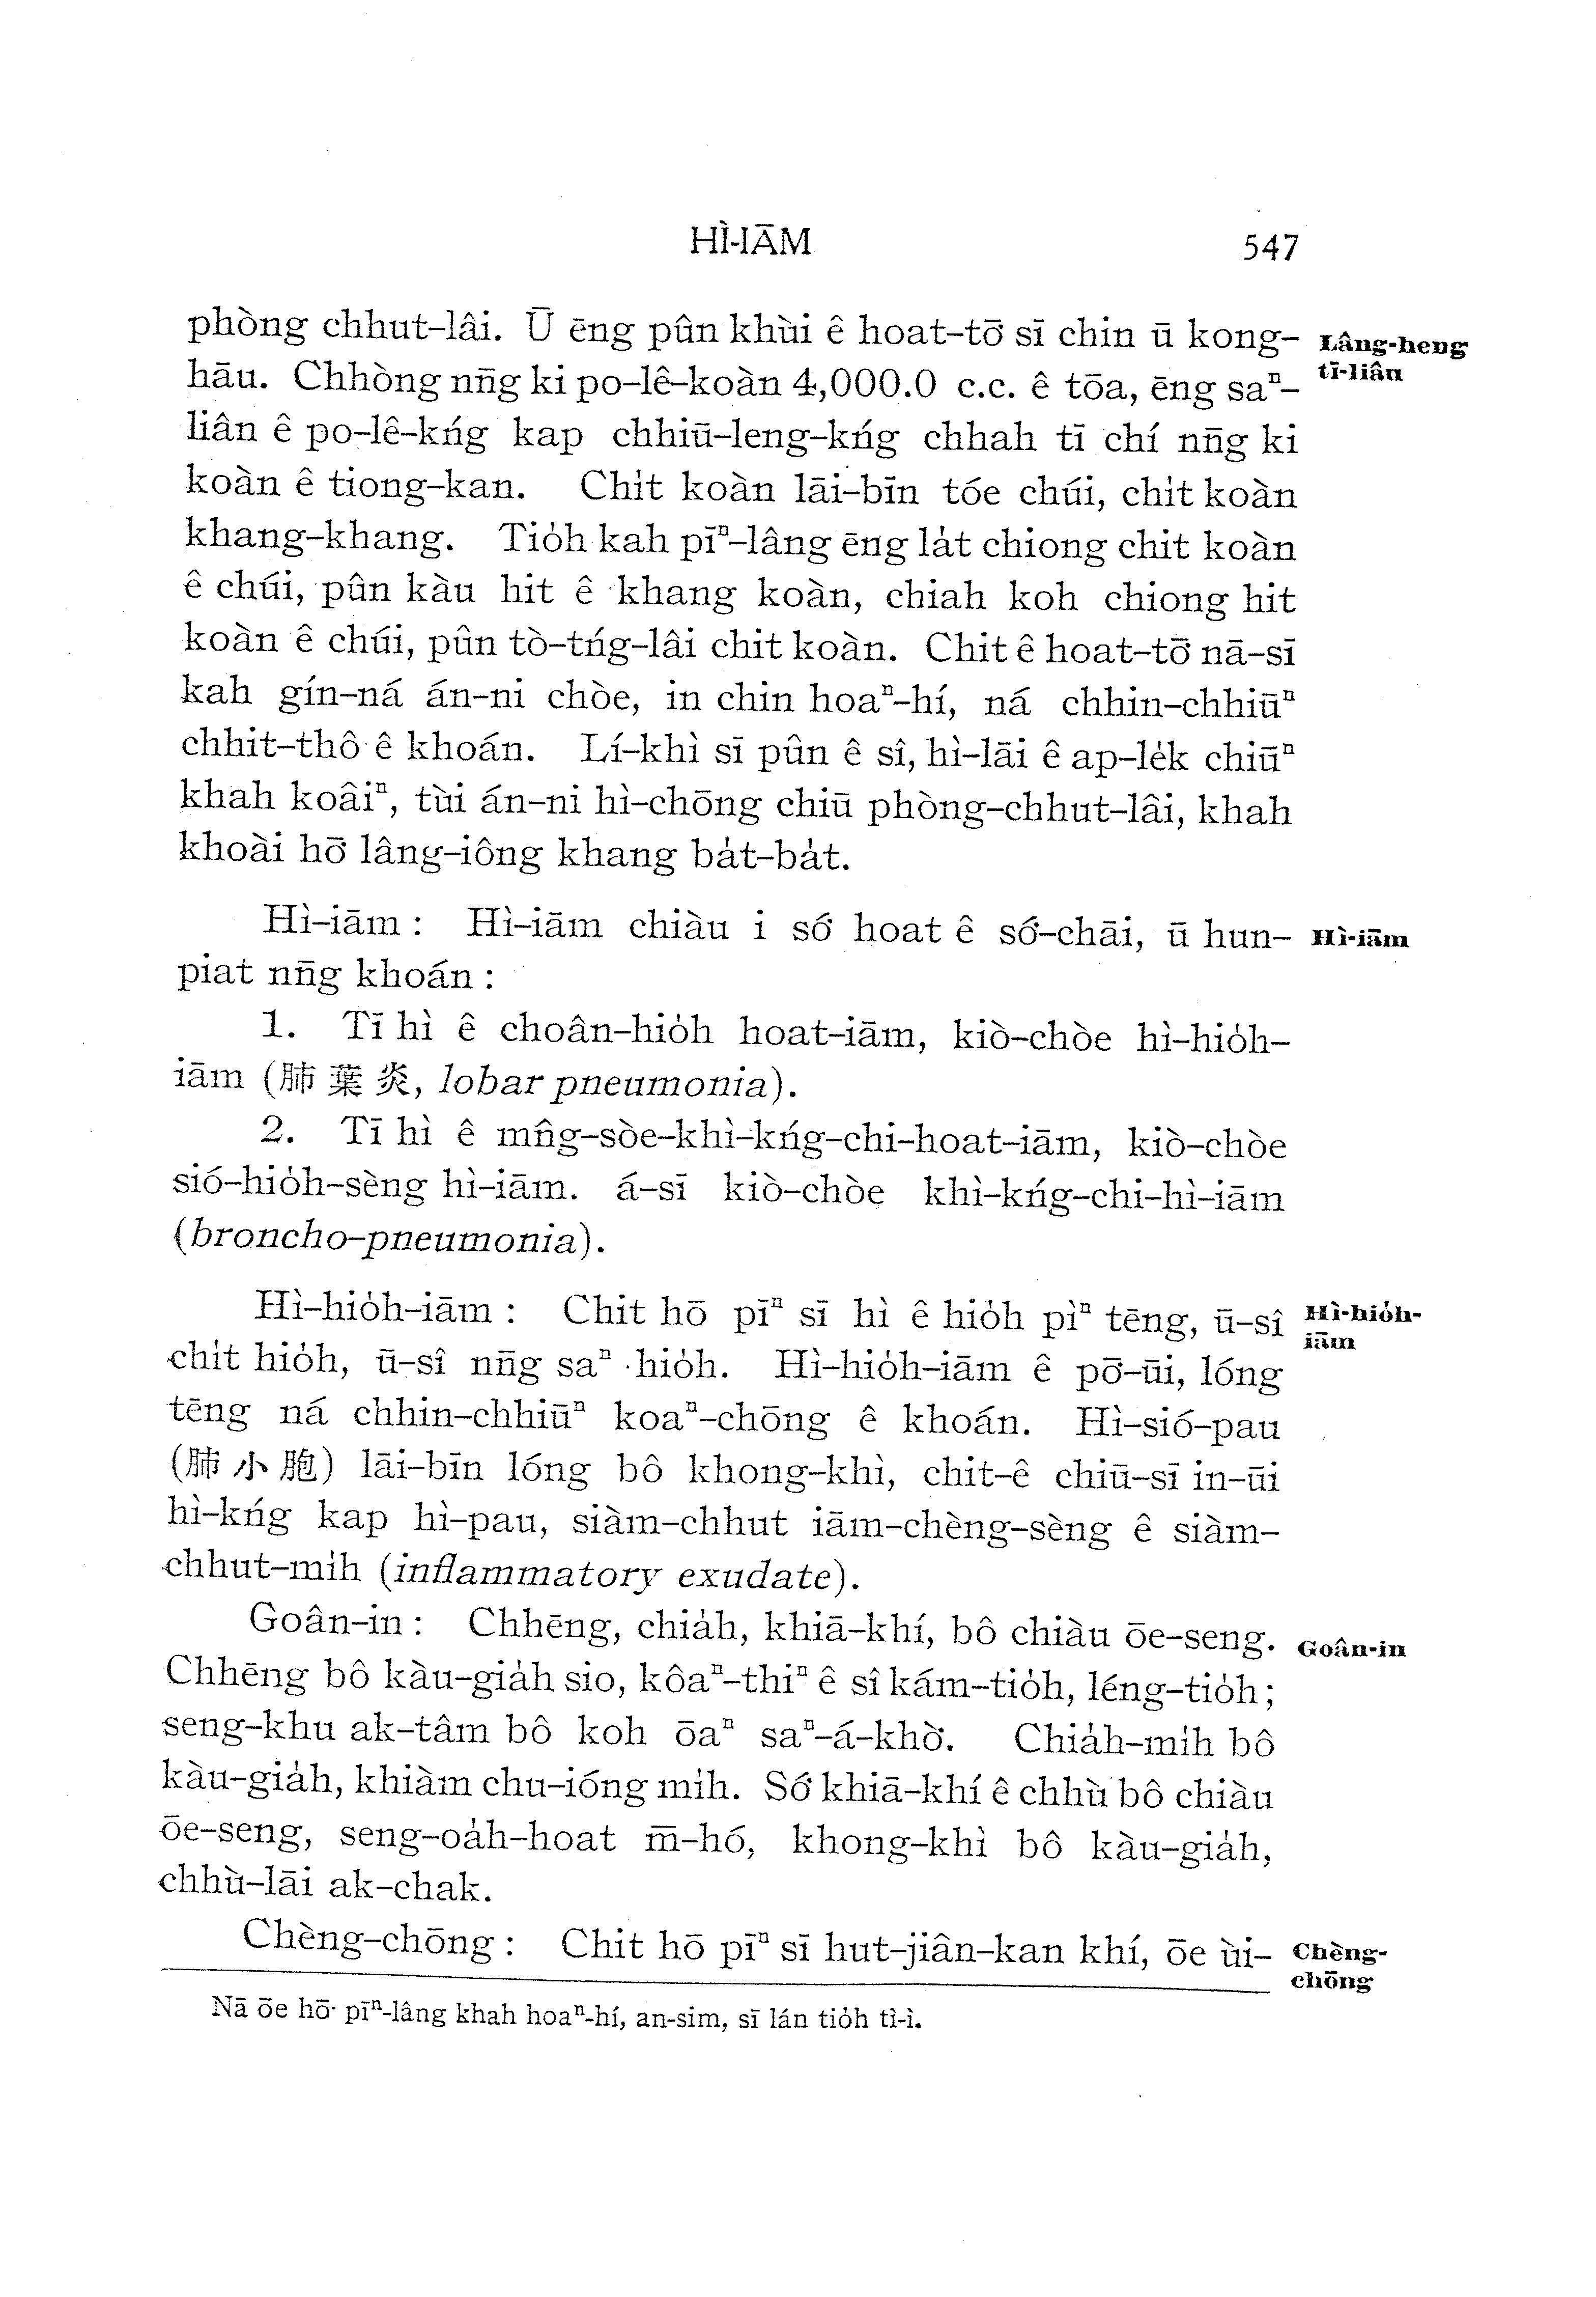 HÌ-IĀM
547
phòng chhut–lâi. Ū ēng pûn khùi ê hoat–tō͘ sī chin ū kong–
hāu. Chhòng nn̄g ki po–lê–koàn 4,000.0 c.c. ê tōa, ēng saⁿ–
liân ê po–lê–kńg kap chhiū–leng–kńg chhah tī chí nn̄g ki
koàn ê tiong–kan. Chi̍t koàn lāi–bīn tóe chúi, chi̍t koàn
khang–khang. Tio̍h kah pīⁿ–lâng ēng la̍t chiong chit koàn
ê chúi, pûn kàu hit ê khang koàn, chiah koh chiong hit
koàn ê chúi, pûn tò–tńg–lâi chit koàn. Chit ê hoat–tō͘ nā–sī
kah gín–ná án–ni chòe, in chin hoaⁿ–hí, ná chhin–chhiūⁿ
chhit–thô ê khoán. Lí–khì sī pûn ê sî, hì–lāi ê ap–le̍k chiūⁿ
khah koâiⁿ, tùi án–ni hì–chōng chiū phòng–chhut–lâi, khah
khoài hō͘ lâng–iông khang ba̍t–ba̍t.
Lâng-heng
tī-liâu
Hì–iām : Hì–iām chiàu i só͘ hoat ê só͘–chāi, ū hun–
piat nn̄g khoán :
Hì-iām
1. Tī hì ê choân–hio̍h hoat–iām, kiò–chòe hì–hio̍h–
iām (肺葉炎, lobar pneumonia).
2. Tī hì ê mn̂g–sòe–khì–kńg–chi–hoat–iām, kiò–chòe
sió–hio̍h–sèng hì–iām. á–sī kiò–chòe khì–kńg–chi–hì–iām
(broncho–pneumonia).
Hì–hio̍h–iām : Chit hō pīⁿ sī hì ê hio̍h pìⁿ tēng, ū–sî
chi̍t hio̍h, ū–sî nn̄g saⁿ hio̍h. Hì–hio̍h–iām ê pō͘–ūi, lóng
tēng ná chhin–chhiūⁿ koaⁿ–chōng ê khoán. Hì–sió–pau
(肺小胞) lāi–bīn lóng bô khong–khì, chit–ê chiū–sī in–ūi
hì–kńg kap hì–pau, siàm–chhut iām–chèng–sèng ê siàm–
chhut–mi̍h (inflammatory exudate).
Hì-hio̍h-
iām
Goân–in : Chhēng, chia̍h, khiā–khí, bô chiàu ōe–seng.
Chhēng bô kàu–gia̍h sio, kôaⁿ–thiⁿ ê sî kám–tio̍h, léng–tio̍h;
seng–khu ak–tâm bô koh ōaⁿ saⁿ–á–khò͘. Chia̍h–mi̍h bô
kàu–gia̍h, khiàm chu–ióng mi̍h. Só͘ khiā–khí ê chhù bô chiàu
ōe–seng, seng–oa̍h–hoat m̄–hó, khong–khì bô kàu–gia̍h,
chhù–lāi ak–chak.
Goân-in
Chèng–chōng : Chit hō pīⁿ sī hut–jiân–kan khí, ōe ùi–
Chèng-
chōng
Nā ōe hō͘ pīⁿ-lâng khah hoaⁿ-hí, an-sim, sī lán tio̍h tì-ì.